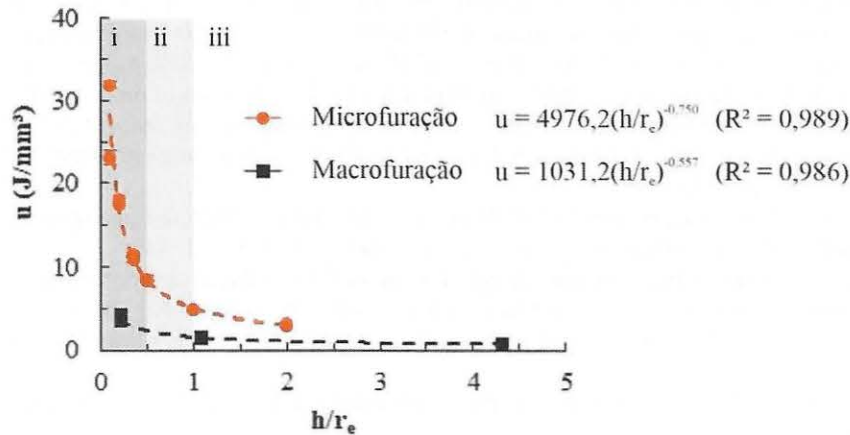 40
30
20
10
0
u (J/mm³)
i ii iii
Microfuração u = 4976,2(h/rₑ)^-0,750 (R² = 0,989)
Macrofuração u = 1031,2(h/rₑ)^-0,557 (R² = 0,986)
0 1 2 3 4 5
h/rₑ